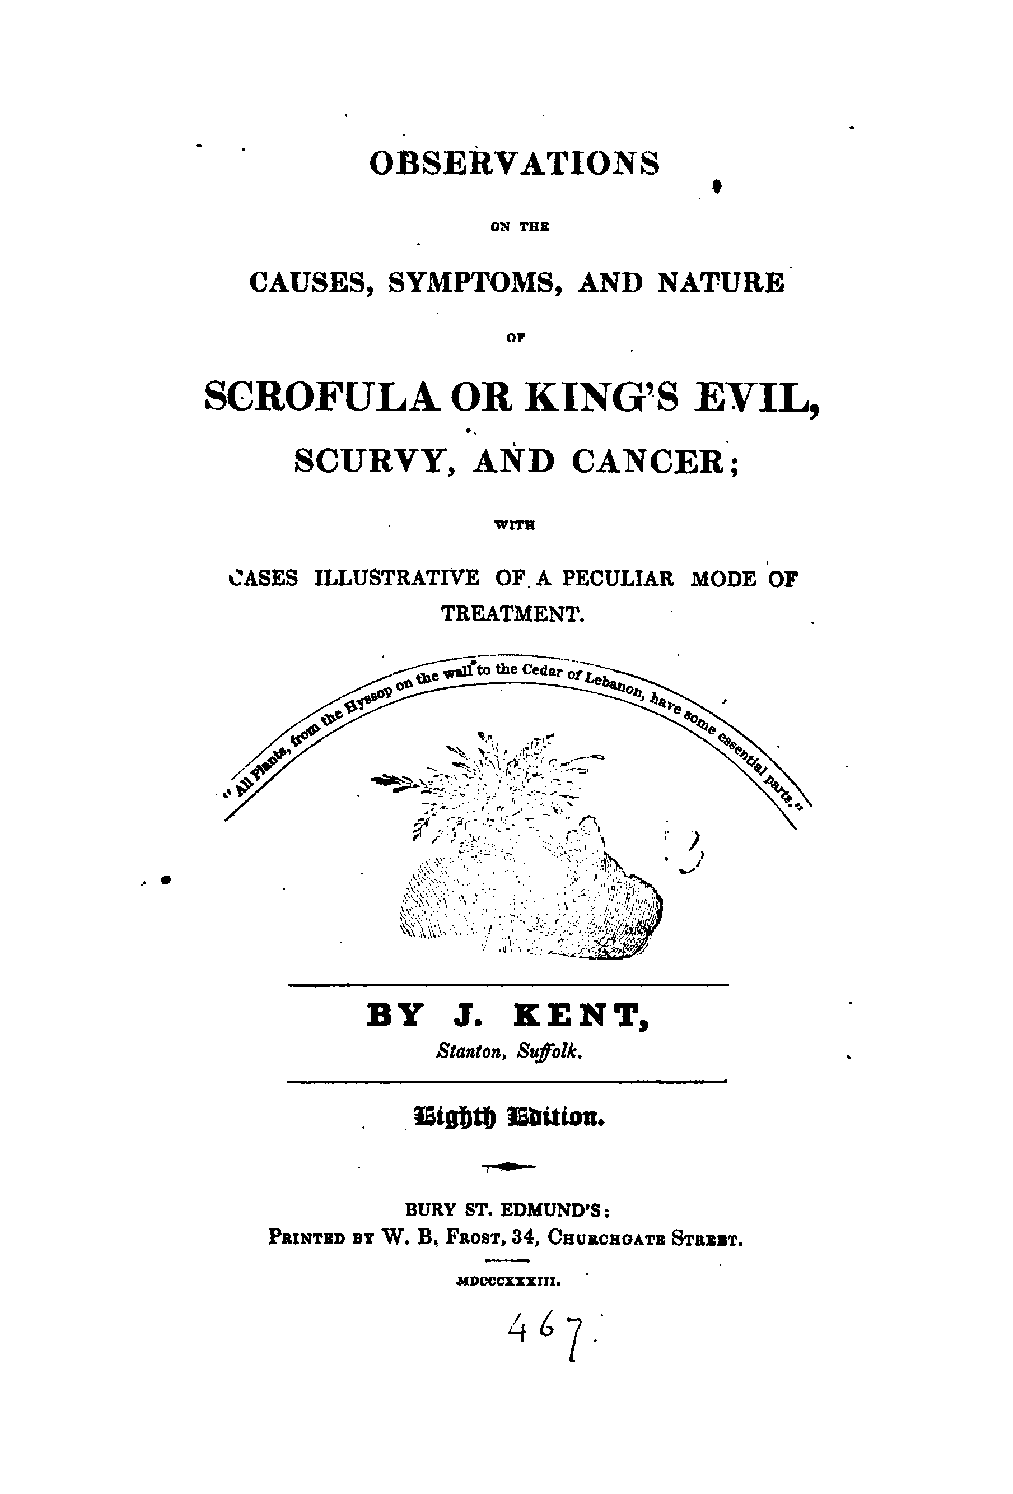 OBSERVATIONS
ON THE
CAUSES, SYMPTOMS, AND NATURE
OF
SCROFULA OR KING'S EVIL,
SCURVY, AND CANCER;
WITH
CASES ILLUSTRATIVE OF A PECULIAR MODE OF
TREATMENT.
"All Plants, from the Hyssop on the wall to the Cedar of Lebanon, have some essential parts."
BY J. KENT,
Stanton, Suffolk.
Eighth Edition.
BURY ST. EDMUND'S:
PRINTED BY W. B. FROST, 34, CHURCHGATE STREET.
MDCCCXXXIII.
467.